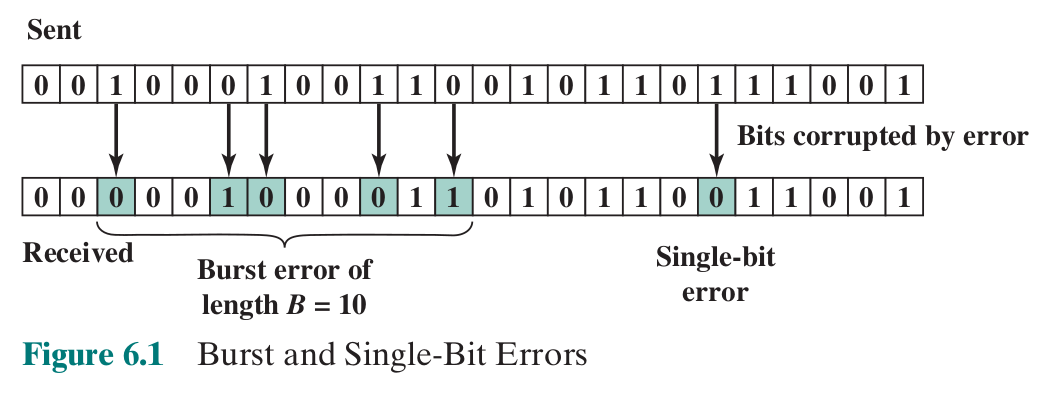 Sent
0 0 1 0 0 0 1 0 0 1 1 0 0 1 0 1 1 0 1 1 1 0 0 1
Bits corrupted by error
0 0 0 0 0 1 0 0 0 0 1 1 0 1 0 1 1 0 0 1 1 0 0 1
Received
Burst error of
length B = 10
Single-bit
error
Figure 6.1 Burst and Single-Bit Errors